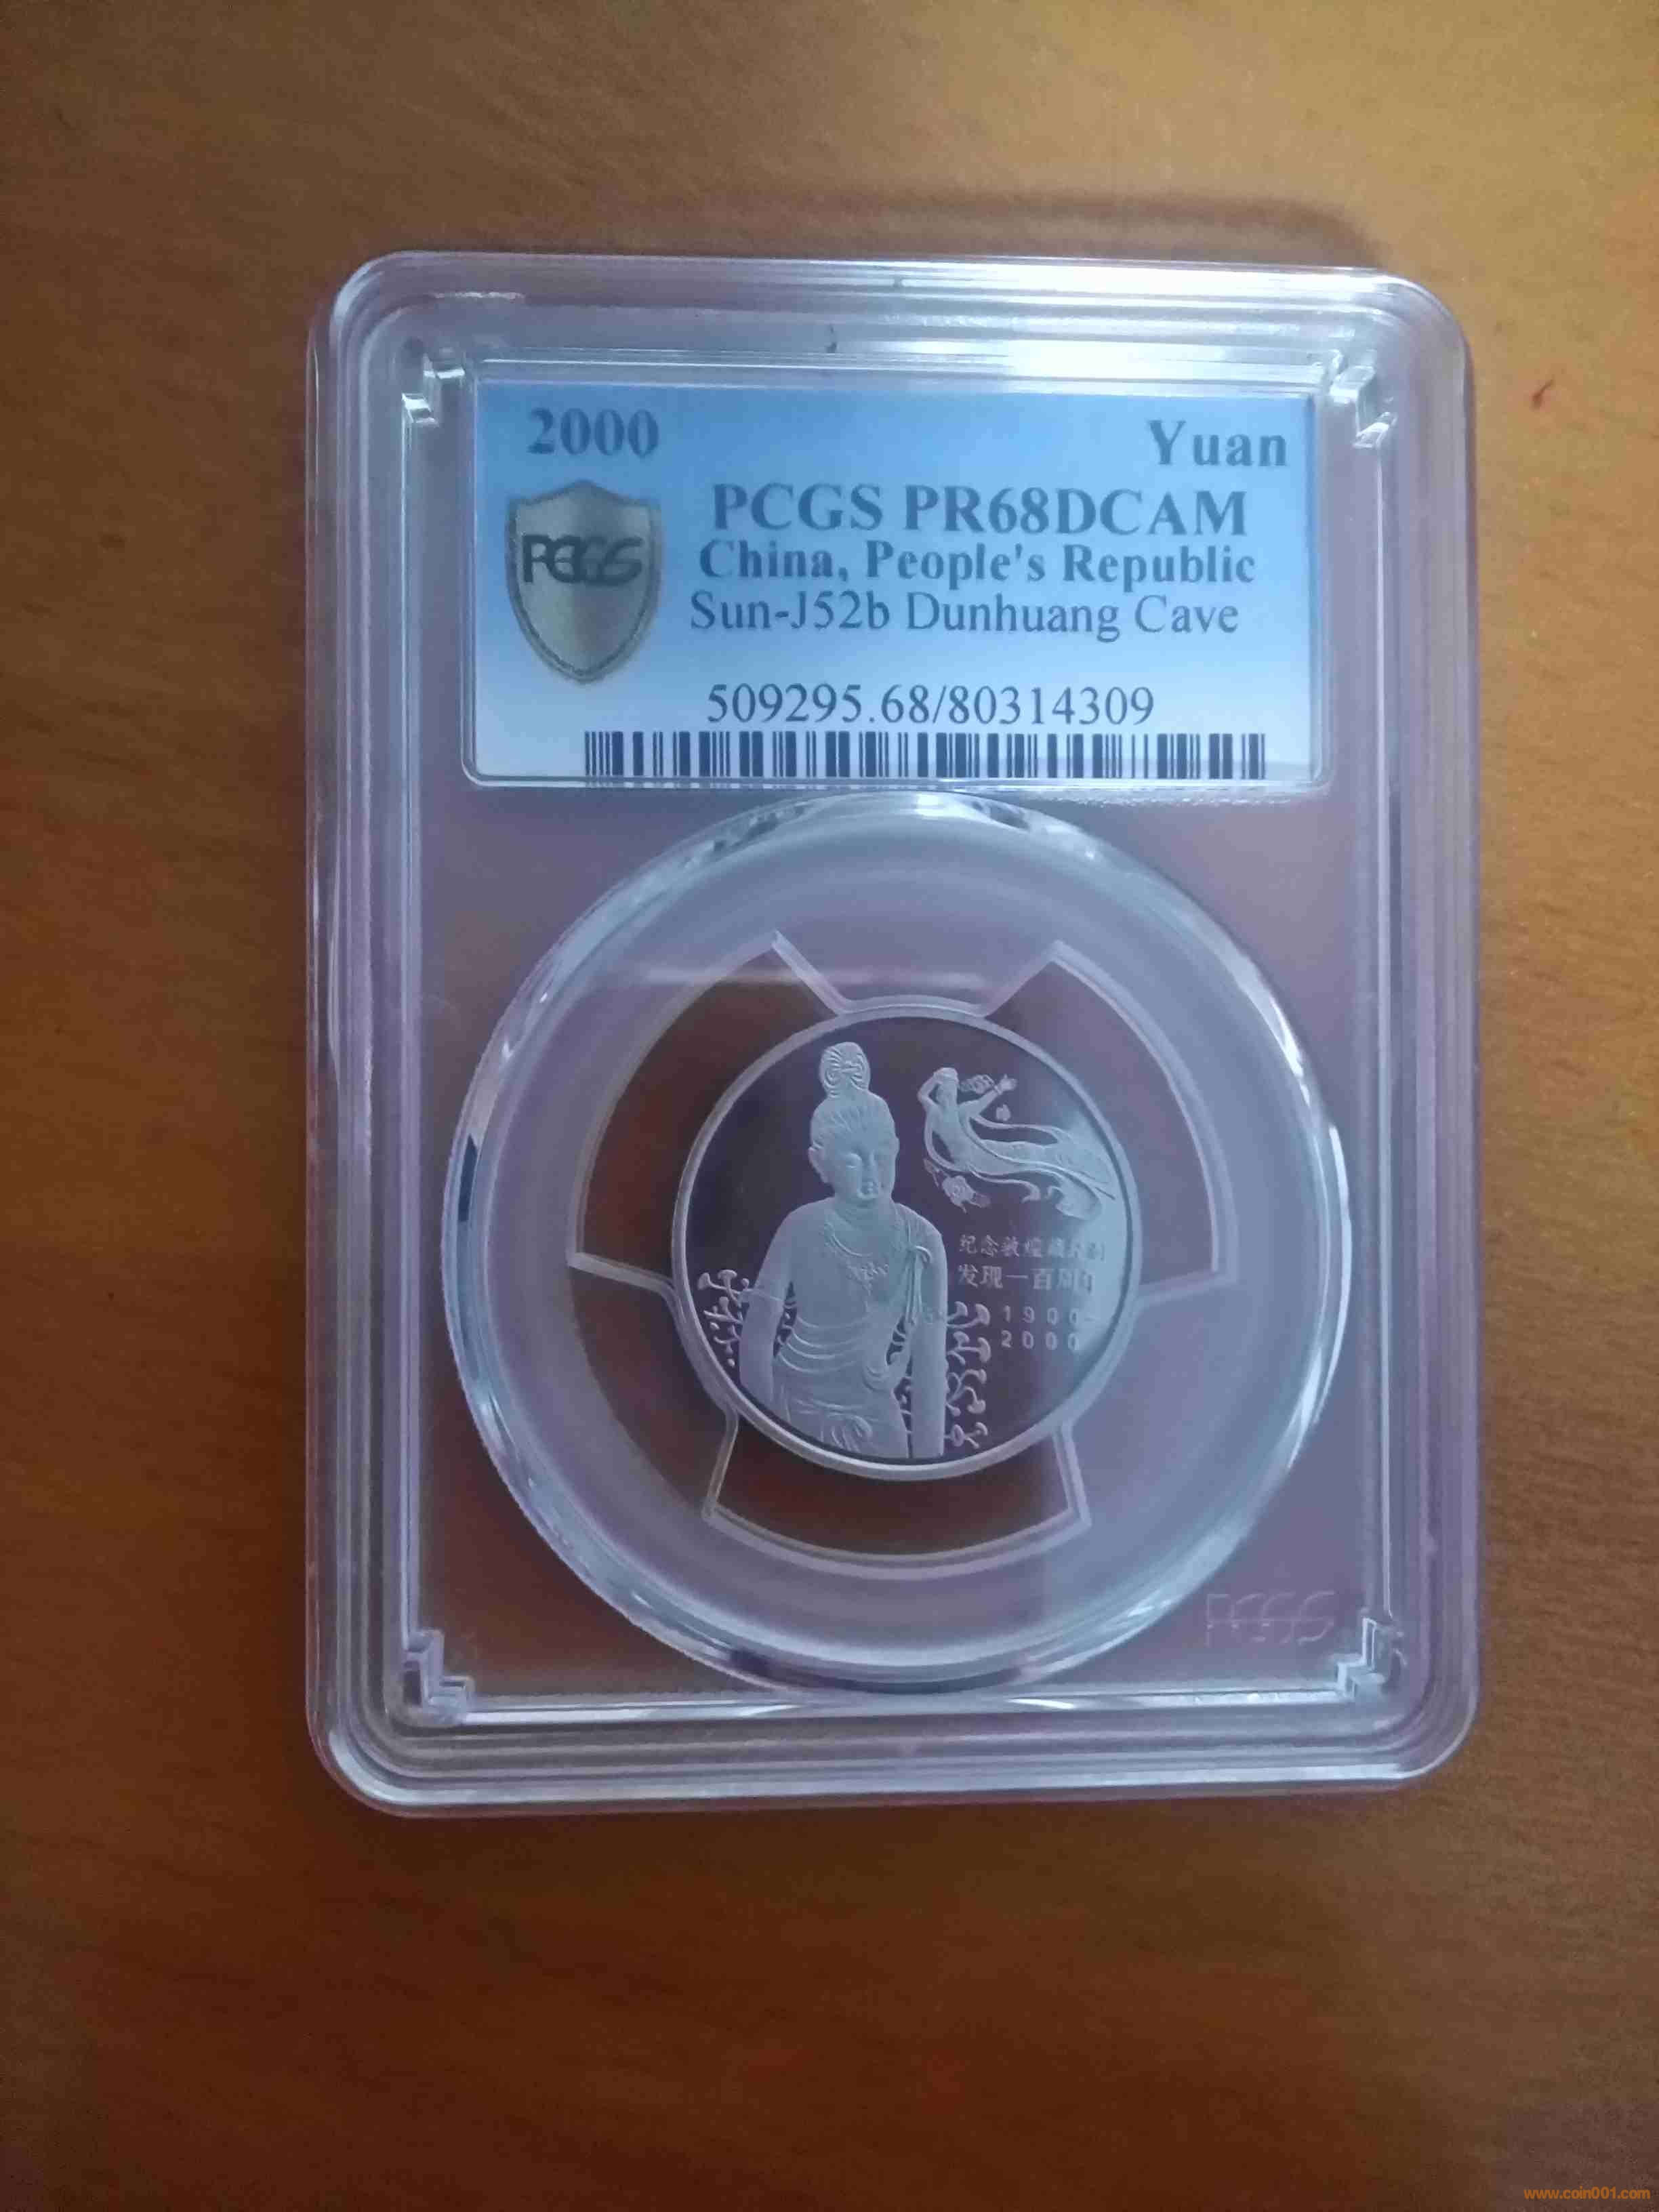 2000 Yuan
PCGS PR68DCAM
PCGS
China, People's Republic
Sun-J52b Dunhuang Cave
509295.68/80314309
纪念敦煌藏经洞
发现一百周年
1900-
2000
PCGS
www.coin001.com